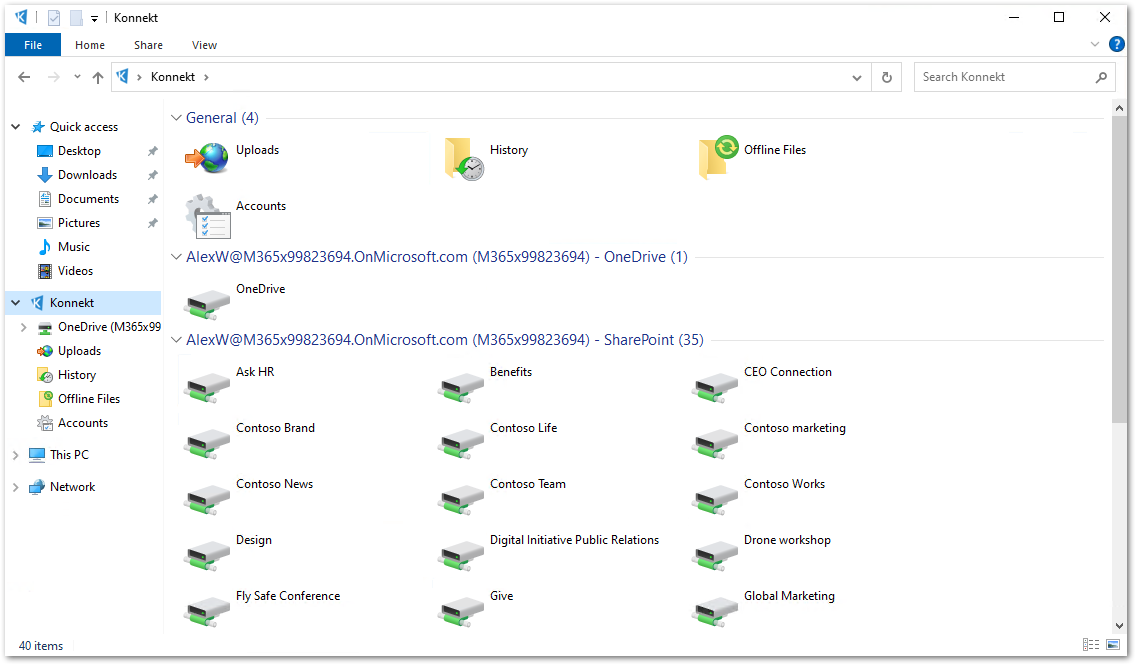 Konnekt
File Home Share View
?
Konnekt
Search Konnekt
Quick access
Desktop
Downloads
Documents
Pictures
Music
Videos
Konnekt
OneDrive (M365x99
Uploads
History
Offline Files
Accounts
This PC
Network
General (4)
Uploads History Offline Files
Accounts
AlexW@M365x99823694.OnMicrosoft.com (M365x99823694) - OneDrive (1)
OneDrive
AlexW@M365x99823694.OnMicrosoft.com (M365x99823694) - SharePoint (35)
Ask HR Benefits CEO Connection
Contoso Brand Contoso Life Contoso marketing
Contoso News Contoso Team Contoso Works
Design Digital Initiative Public Relations Drone workshop
Fly Safe Conference Give Global Marketing
40 items